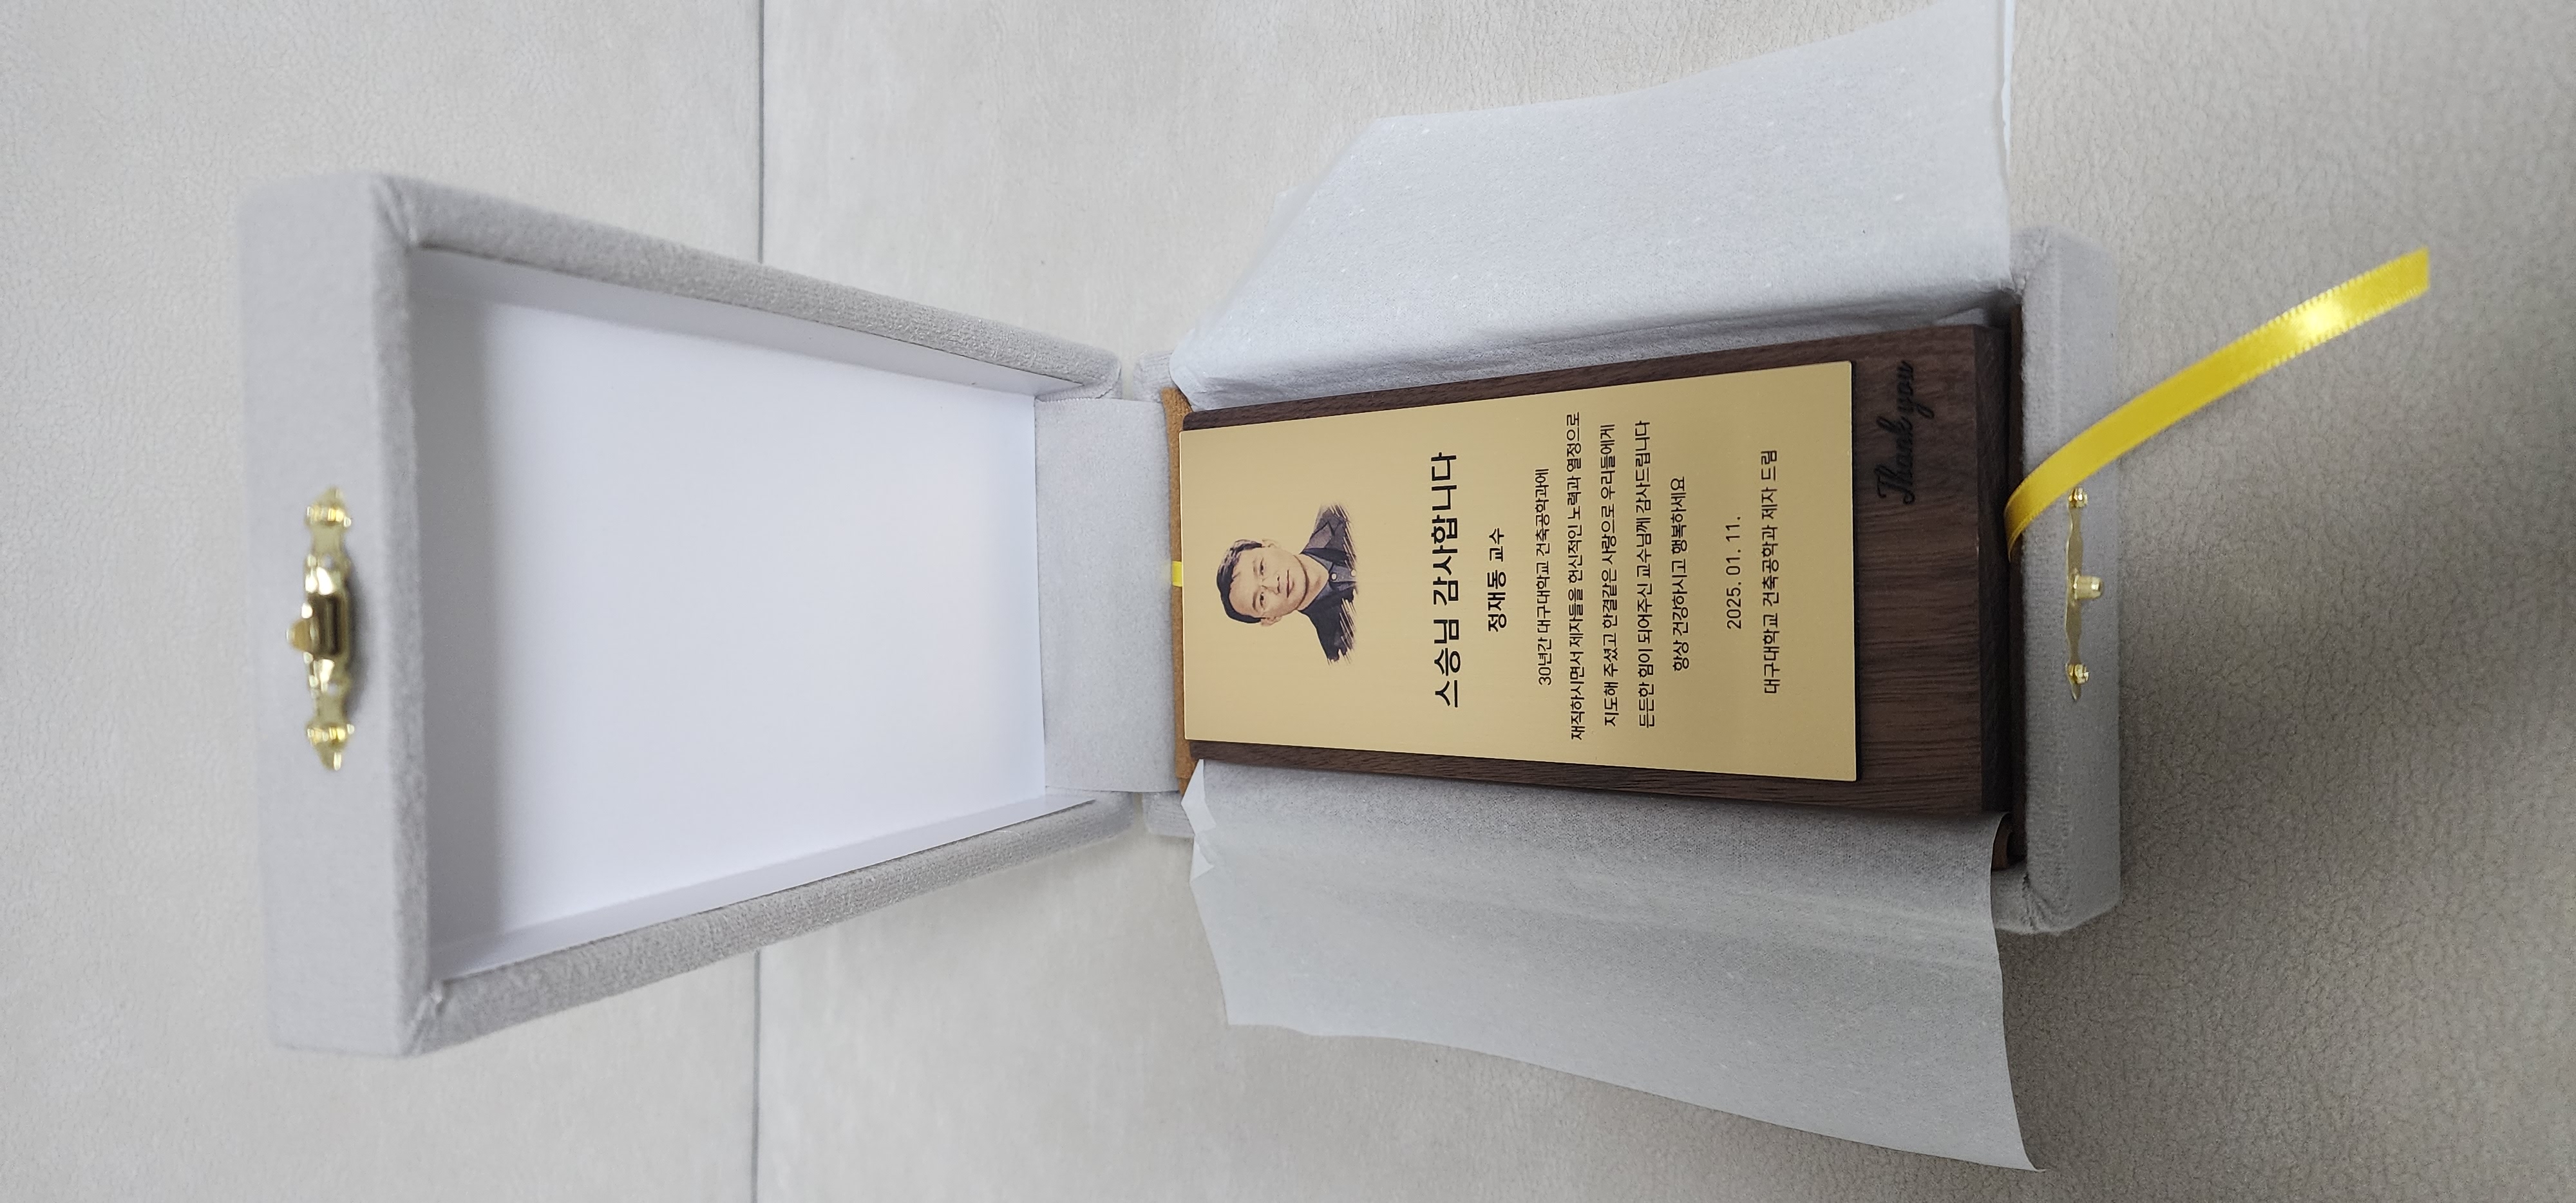 스승님 감사합니다
정재동 교수
30년간 대구대학교 건축공학과에
재직하시면서 제자들을 헌신적인 노력과 열정으로
지도해 주셨고 한결같은 사랑으로 우리들에게
든든한 힘이 되어주신 교수님께 감사드립니다
항상 건강하시고 행복하세요
2025. 01. 11.
대구대학교 건축공학과 제자 드림
Thank you